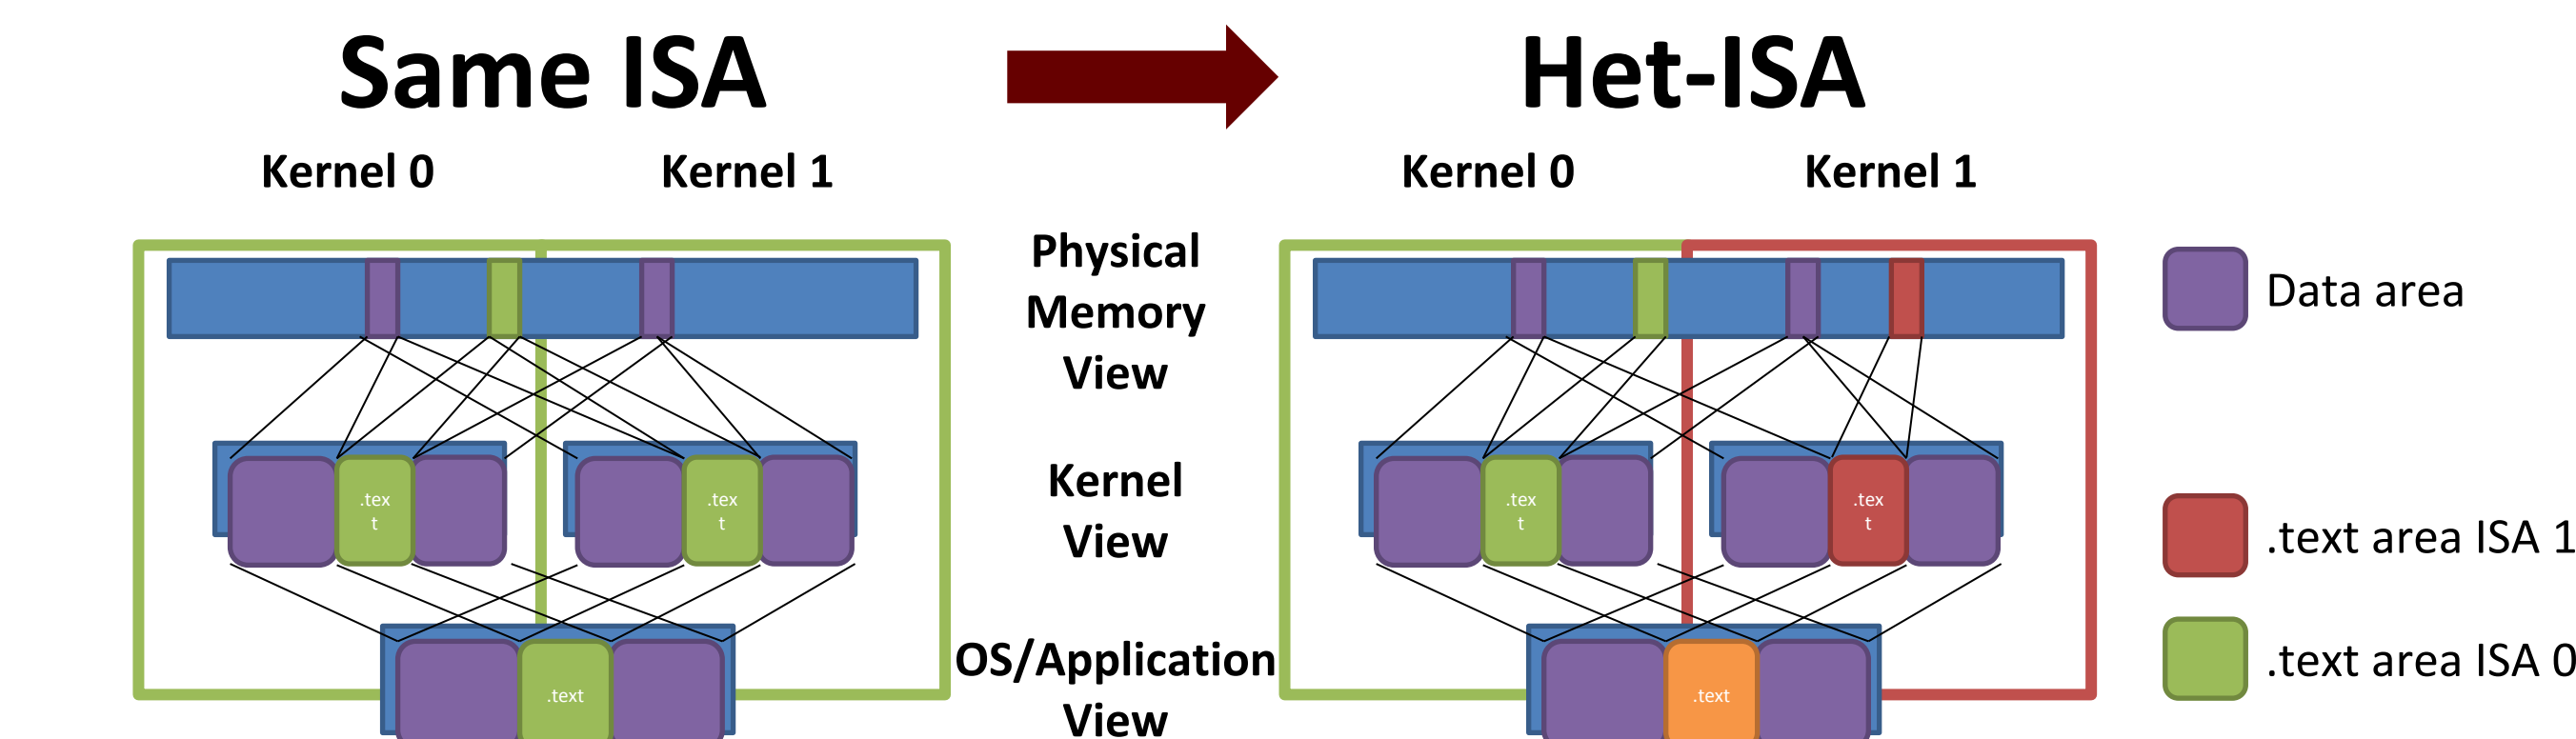 Same ISA
Het-ISA
Kernel 0
Kernel 1
Kernel 0
Kernel 1
Physical
Memory
View
Kernel
View
OS/Application
View
.tex
t
.tex
t
.text
.tex
t
.tex
t
.text
Data area
.text area ISA 1
.text area ISA 0